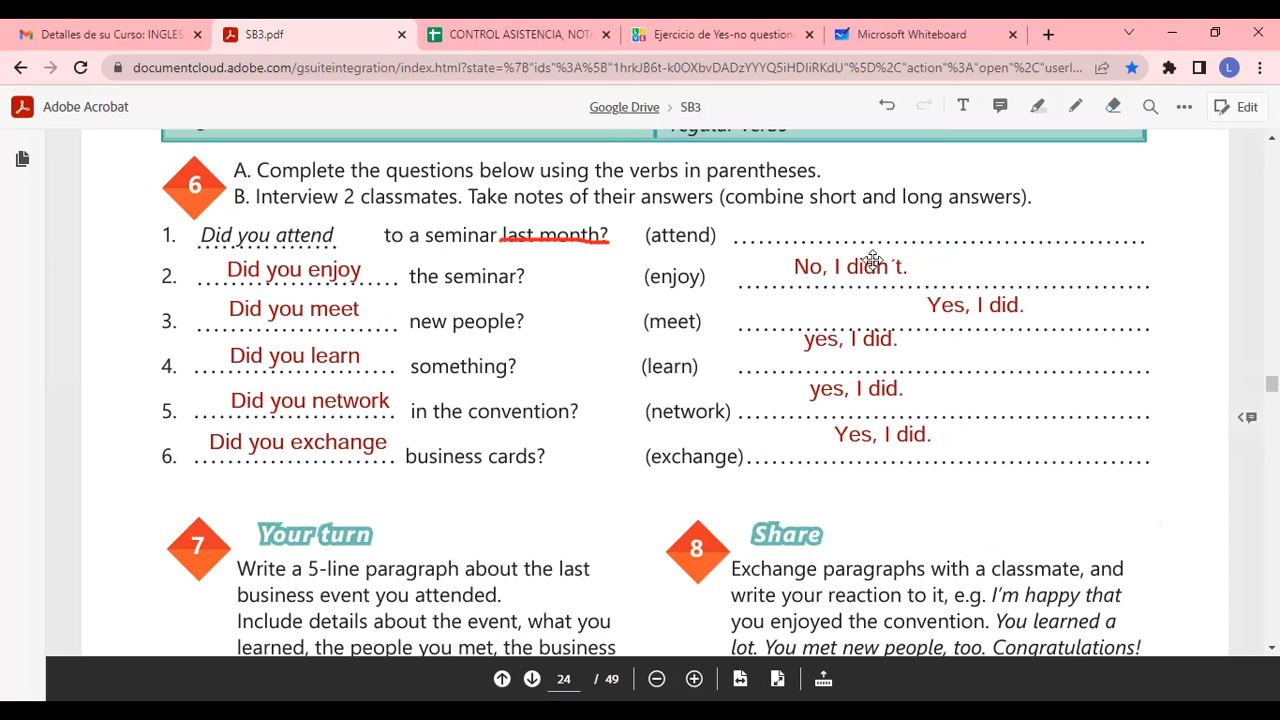 Detalles de su Curso: INGLES
SB3.pdf
CONTROL ASISTENCIA, NOTA
Ejercicio de Yes-no question
Microsoft Whiteboard
documentcloud.adobe.com/gsuiteintegration/index.html?state=%7B"ids"%3A%5B"1hrkJB6t-k0OXbvDADzYYYQ5iHDIiRKdU"%5D%2C"action"%3A"open"%2C"userI...
L
Adobe Acrobat
Google Drive > SB3
Edit
regular verbs
6
A. Complete the questions below using the verbs in parentheses.
B. Interview 2 classmates. Take notes of their answers (combine short and long answers).
1. Did you attend to a seminar last month? (attend)
2. Did you enjoy the seminar? (enjoy) No, I didn´t.
3. Did you meet new people? (meet) Yes, I did.
4. Did you learn something? (learn) yes, I did.
5. Did you network in the convention? (network) yes, I did.
6. Did you exchange business cards? (exchange) Yes, I did.
7 Your turn
Write a 5-line paragraph about the last
business event you attended.
Include details about the event, what you
learned, the people you met, the business
8 Share
Exchange paragraphs with a classmate, and
write your reaction to it, e.g. I'm happy that
you enjoyed the convention. You learned a
lot. You met new people, too. Congratulations!
24 / 49